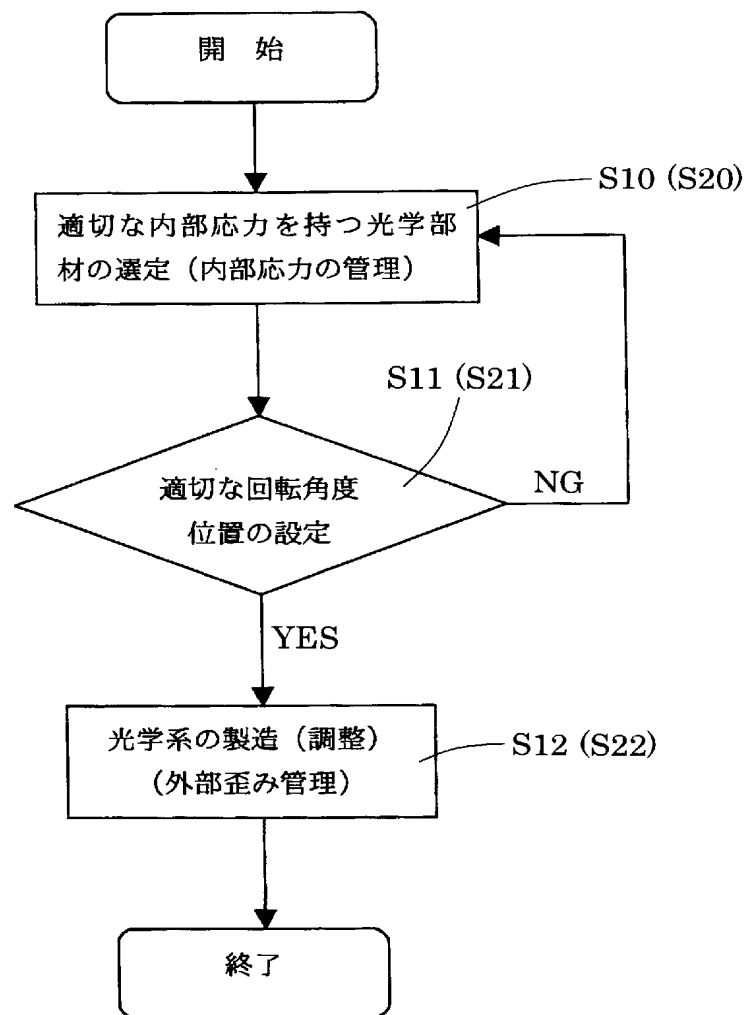 開 始
S10 (S20)
適切な内部応力を持つ光学部
材の選定（内部応力の管理）
S11 (S21)
適切な回転角度
位置の設定
NG
YES
光学系の製造（調整）
（外部歪み管理）
S12 (S22)
終了